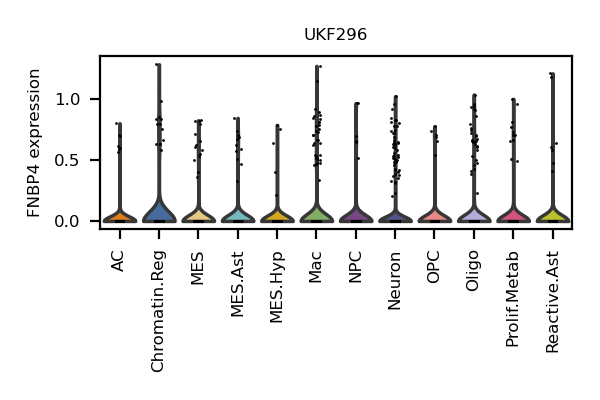 UKF296
FNBP4 expression
1.0
0.5
0.0
AC
Chromatin.Reg
MES
MES.Ast
MES.Hyp
Mac
NPC
Neuron
OPC
Oligo
Prolif.Metab
Reactive.Ast